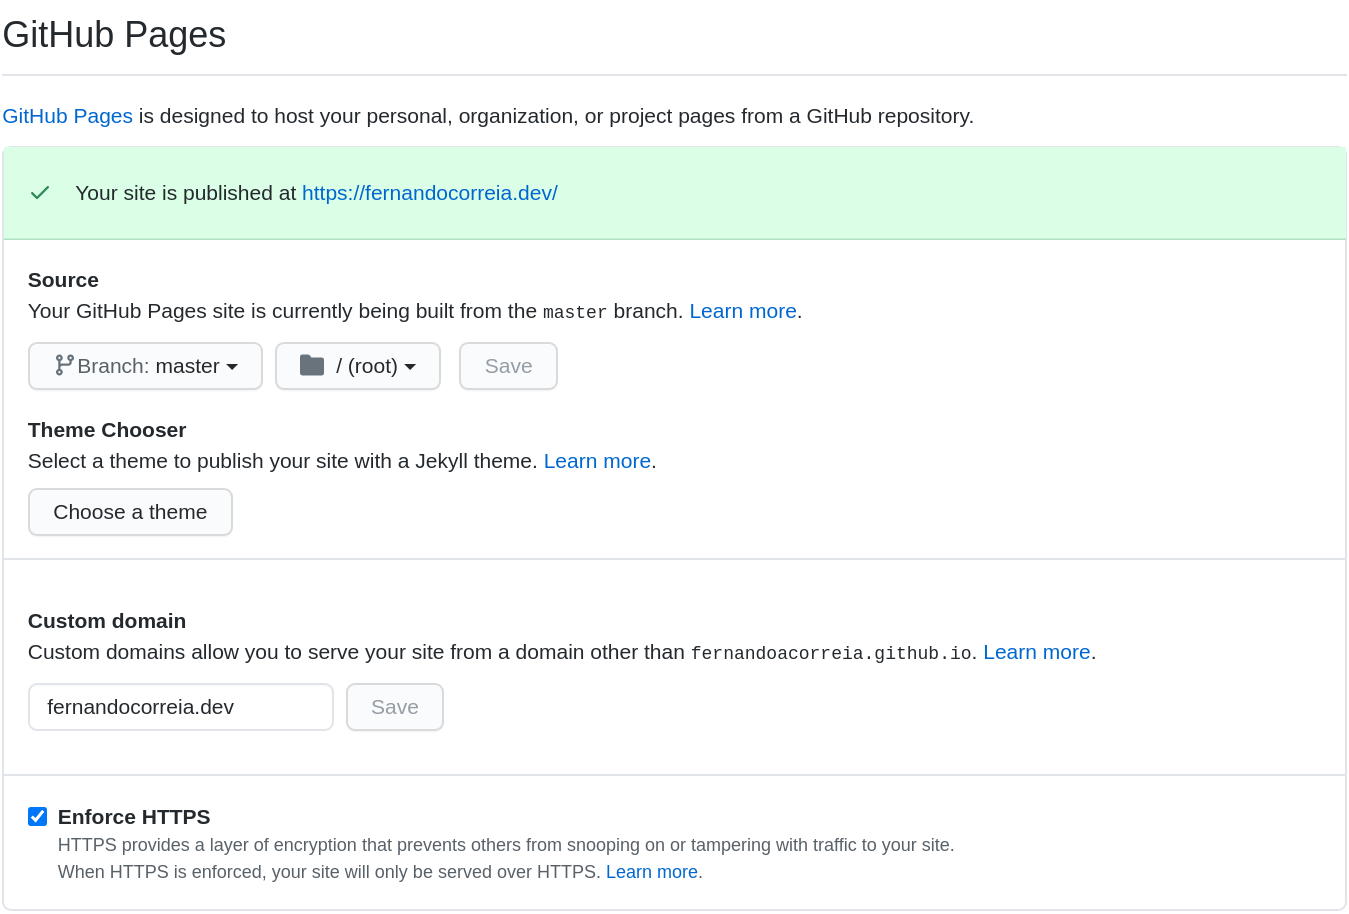 GitHub Pages
GitHub Pages is designed to host your personal, organization, or project pages from a GitHub repository.
Your site is published at https://fernandocorreia.dev/
Source
Your GitHub Pages site is currently being built from the master branch. Learn more.
Branch: master / (root) Save
Theme Chooser
Select a theme to publish your site with a Jekyll theme. Learn more.
Choose a theme
Custom domain
Custom domains allow you to serve your site from a domain other than fernandoacorreia.github.io. Learn more.
fernandocorreia.dev Save
Enforce HTTPS
HTTPS provides a layer of encryption that prevents others from snooping on or tampering with traffic to your site.
When HTTPS is enforced, your site will only be served over HTTPS. Learn more.